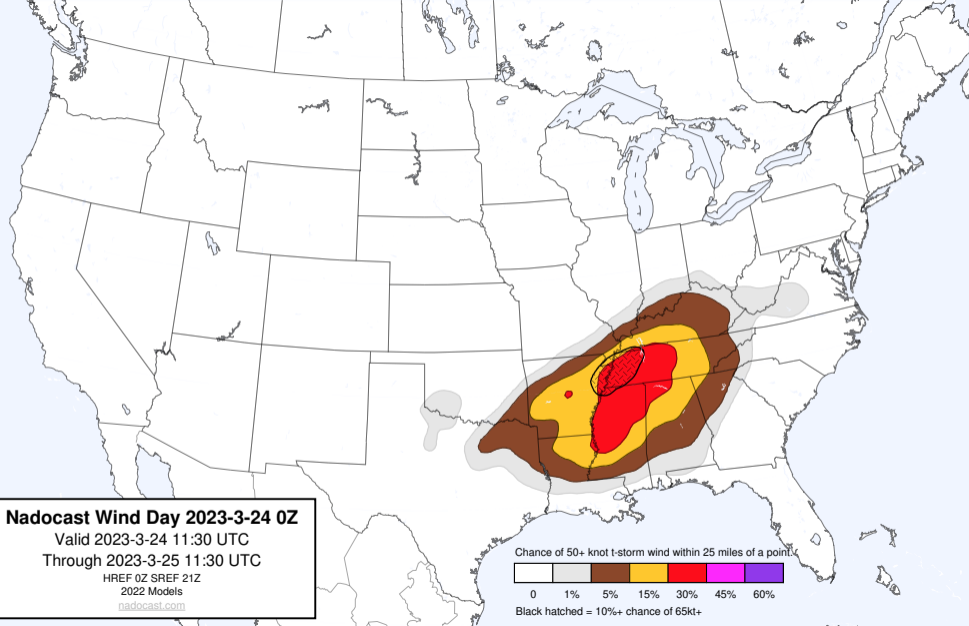 Nadocast Wind Day 2023-3-24 0Z
Valid 2023-3-24 11:30 UTC
Through 2023-3-25 11:30 UTC
HREF 0Z SREF 21Z
2022 Models
nadocast.com
Chance of 50+ knot t-storm wind within 25 miles of a point.
0 1% 5% 15% 30% 45% 60%
Black hatched = 10%+ chance of 65kt+